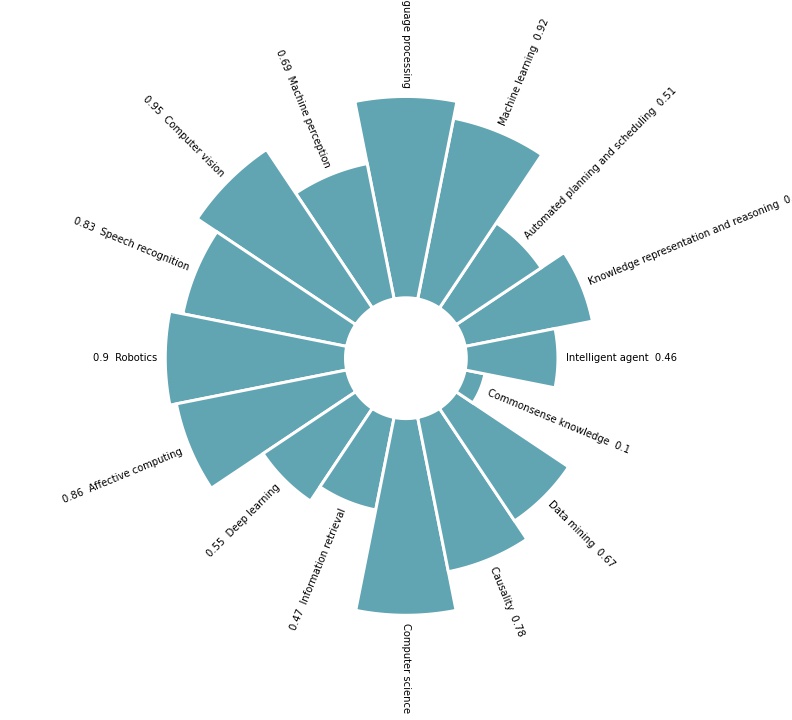 guage processing
Machine learning 0.92
Automated planning and scheduling 0.51
Knowledge representation and reasoning 0
Intelligent agent 0.46
Commonsense knowledge 0.1
Data mining 0.67
Causality 0.78
Computer science
0.47 Information retrieval
0.55 Deep learning
0.86 Affective computing
0.9 Robotics
0.83 Speech recognition
0.95 Computer vision
0.69 Machine perception